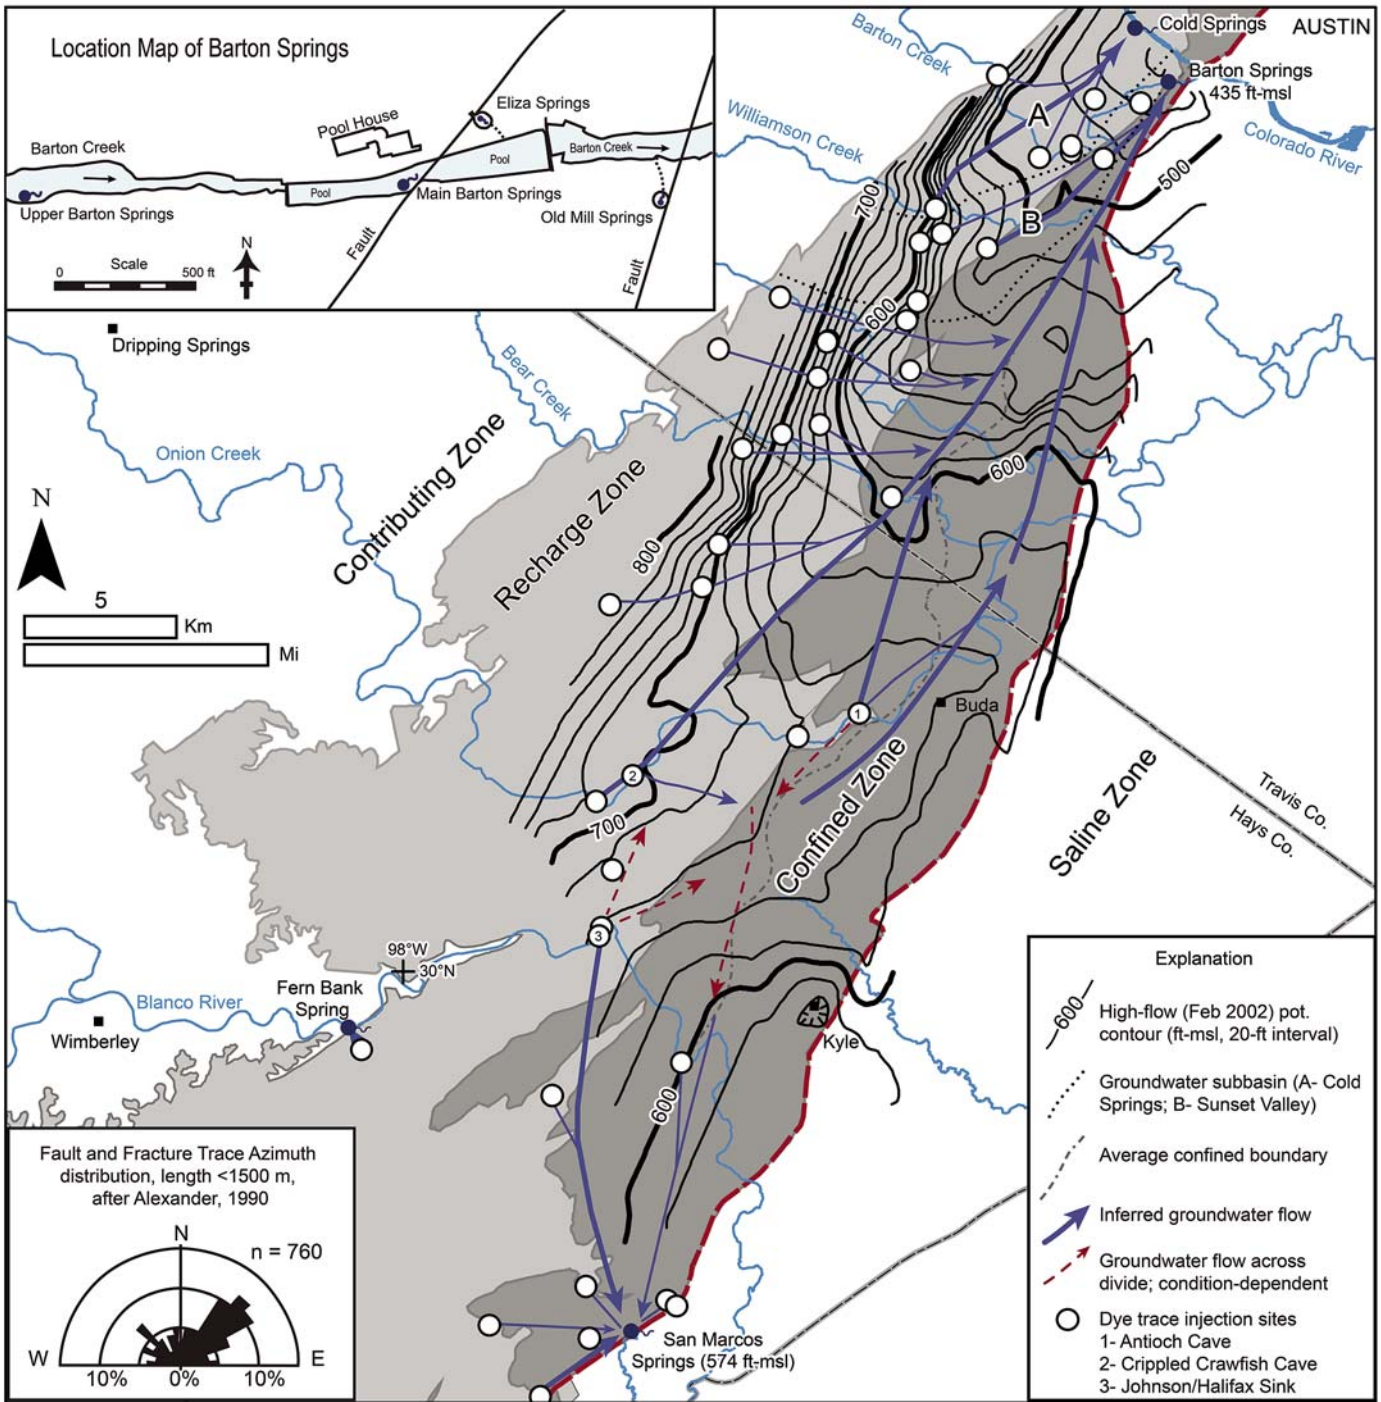 Location Map of Barton Springs
Barton Creek
Pool House
Eliza Springs
Pool
Pool
Barton Creek
Upper Barton Springs
Main Barton Springs
Old Mill Springs
Fault
Fault
Scale
0
500 ft
N
Cold Springs
AUSTIN
Barton Creek
Barton Springs
435 ft-msl
Williamson Creek
Colorado River
A
B
500
700
600
Dripping Springs
Bear Creek
Onion Creek
Contributing Zone
Recharge Zone
600
800
N
5
Km
Mi
1
Buda
2
700
Confined Zone
Saline Zone
Travis Co.
Hays Co.
3
98°W
30°N
Fern Bank
Spring
Blanco River
Wimberley
Kyle
600
San Marcos
Springs (574 ft-msl)
Fault and Fracture Trace Azimuth
distribution, length <1500 m,
after Alexander, 1990
N
n = 760
W
E
10%
0%
10%
Explanation
600
High-flow (Feb 2002) pot.
contour (ft-msl, 20-ft interval)
Groundwater subbasin (A- Cold
Springs; B- Sunset Valley)
Average confined boundary
Inferred groundwater flow
Groundwater flow across
divide; condition-dependent
Dye trace injection sites
1- Antioch Cave
2- Crippled Crawfish Cave
3- Johnson/Halifax Sink